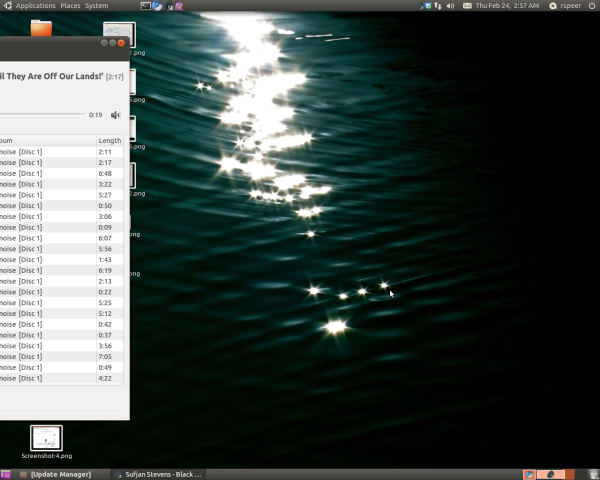 Applications Places System
Thu Feb 24, 2:57 AM rspeer
.png
il They Are Off Our Lands!' [2:17]
0:19
bum Length
noise [Disc 1] 2:11
noise [Disc 1] 2:17
noise [Disc 1] 6:48
noise [Disc 1] 3:22
noise [Disc 1] 5:27
noise [Disc 1] 0:50
noise [Disc 1] 3:06
noise [Disc 1] 0:09
noise [Disc 1] 6:07
noise [Disc 1] 5:56
noise [Disc 1] 1:43
noise [Disc 1] 6:19
noise [Disc 1] 2:13
noise [Disc 1] 0:22
noise [Disc 1] 5:25
noise [Disc 1] 5:12
noise [Disc 1] 0:42
noise [Disc 1] 0:37
noise [Disc 1] 3:56
noise [Disc 1] 7:05
noise [Disc 1] 0:49
noise [Disc 1] 4:22
.png
.png
.png
ong
ong
Screenshot-4.png
[Update Manager] Sufjan Stevens - Black ...